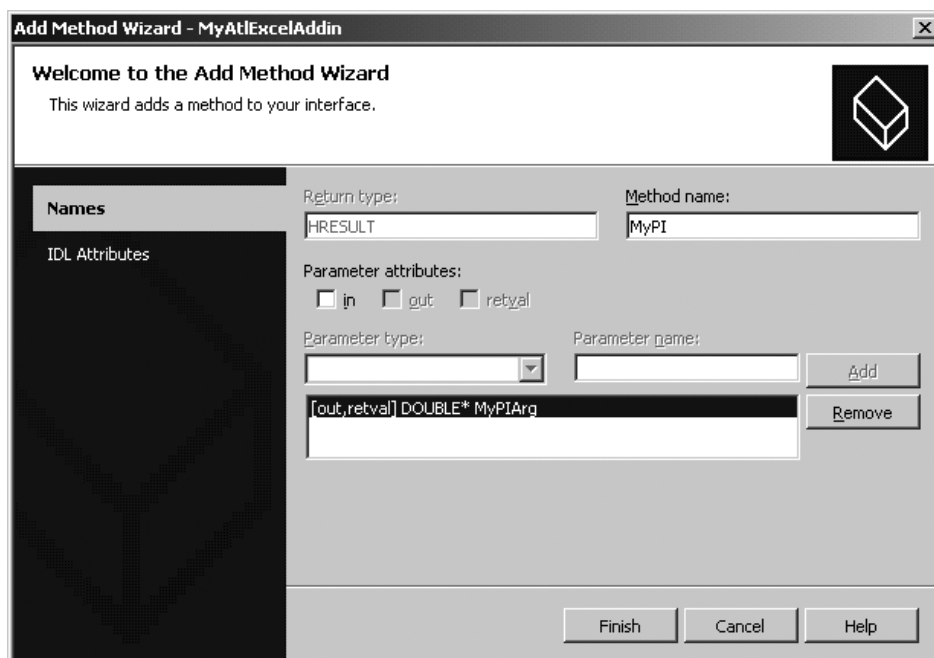 Add Method Wizard - MyAtlExcelAddin
Welcome to the Add Method Wizard
This wizard adds a method to your interface.
Names
IDL Attributes
Return type:
Method name:
HRESULT
MyPI
Parameter attributes:
in out retval
Parameter type:
Parameter name:
Add
[out,retval] DOUBLE* MyPIArg
Remove
Finish Cancel Help